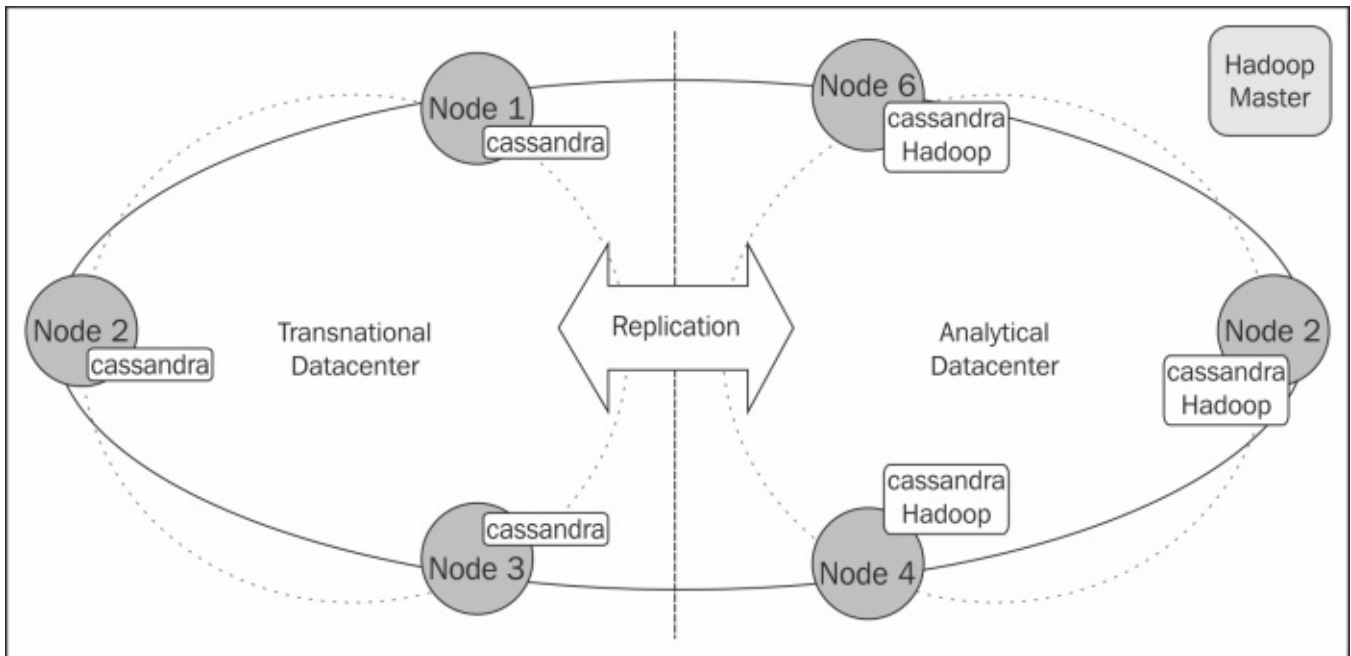 Node 1
cassandra
Node 6
cassandra
Hadoop
Hadoop
Master
Node 2
cassandra
Transnational
Datacenter
Replication
Analytical
Datacenter
Node 2
cassandra
Hadoop
cassandra
Node 3
cassandra
Hadoop
Node 4